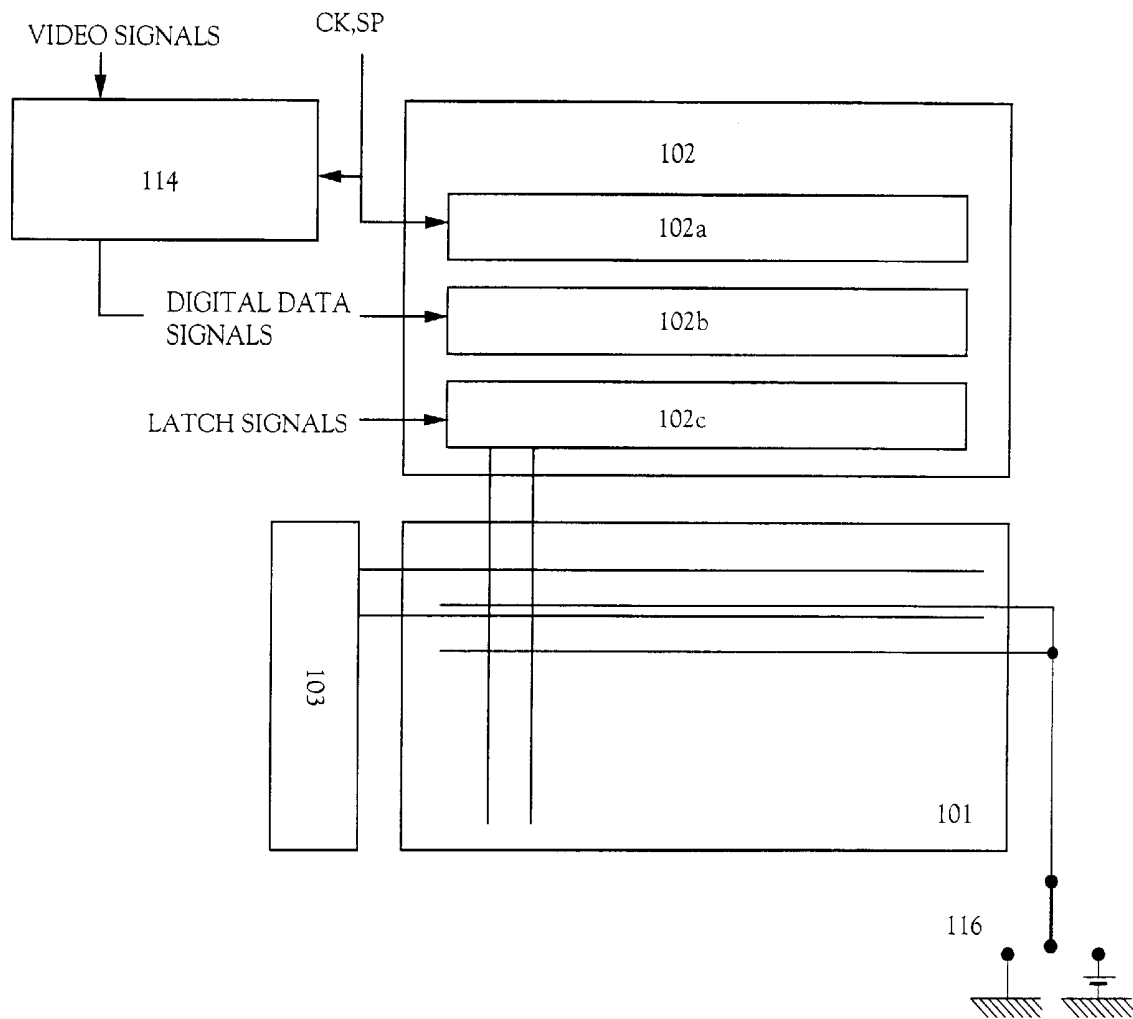 VIDEO SIGNALS
CK,SP
114
102
102a
DIGITAL DATA
SIGNALS
102b
LATCH SIGNALS
102c
103
101
116